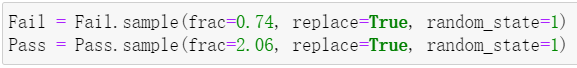 Fail = Fail.sample(frac=0.74, replace=True, random_state=1)
Pass = Pass.sample(frac=2.06, replace=True, random_state=1)